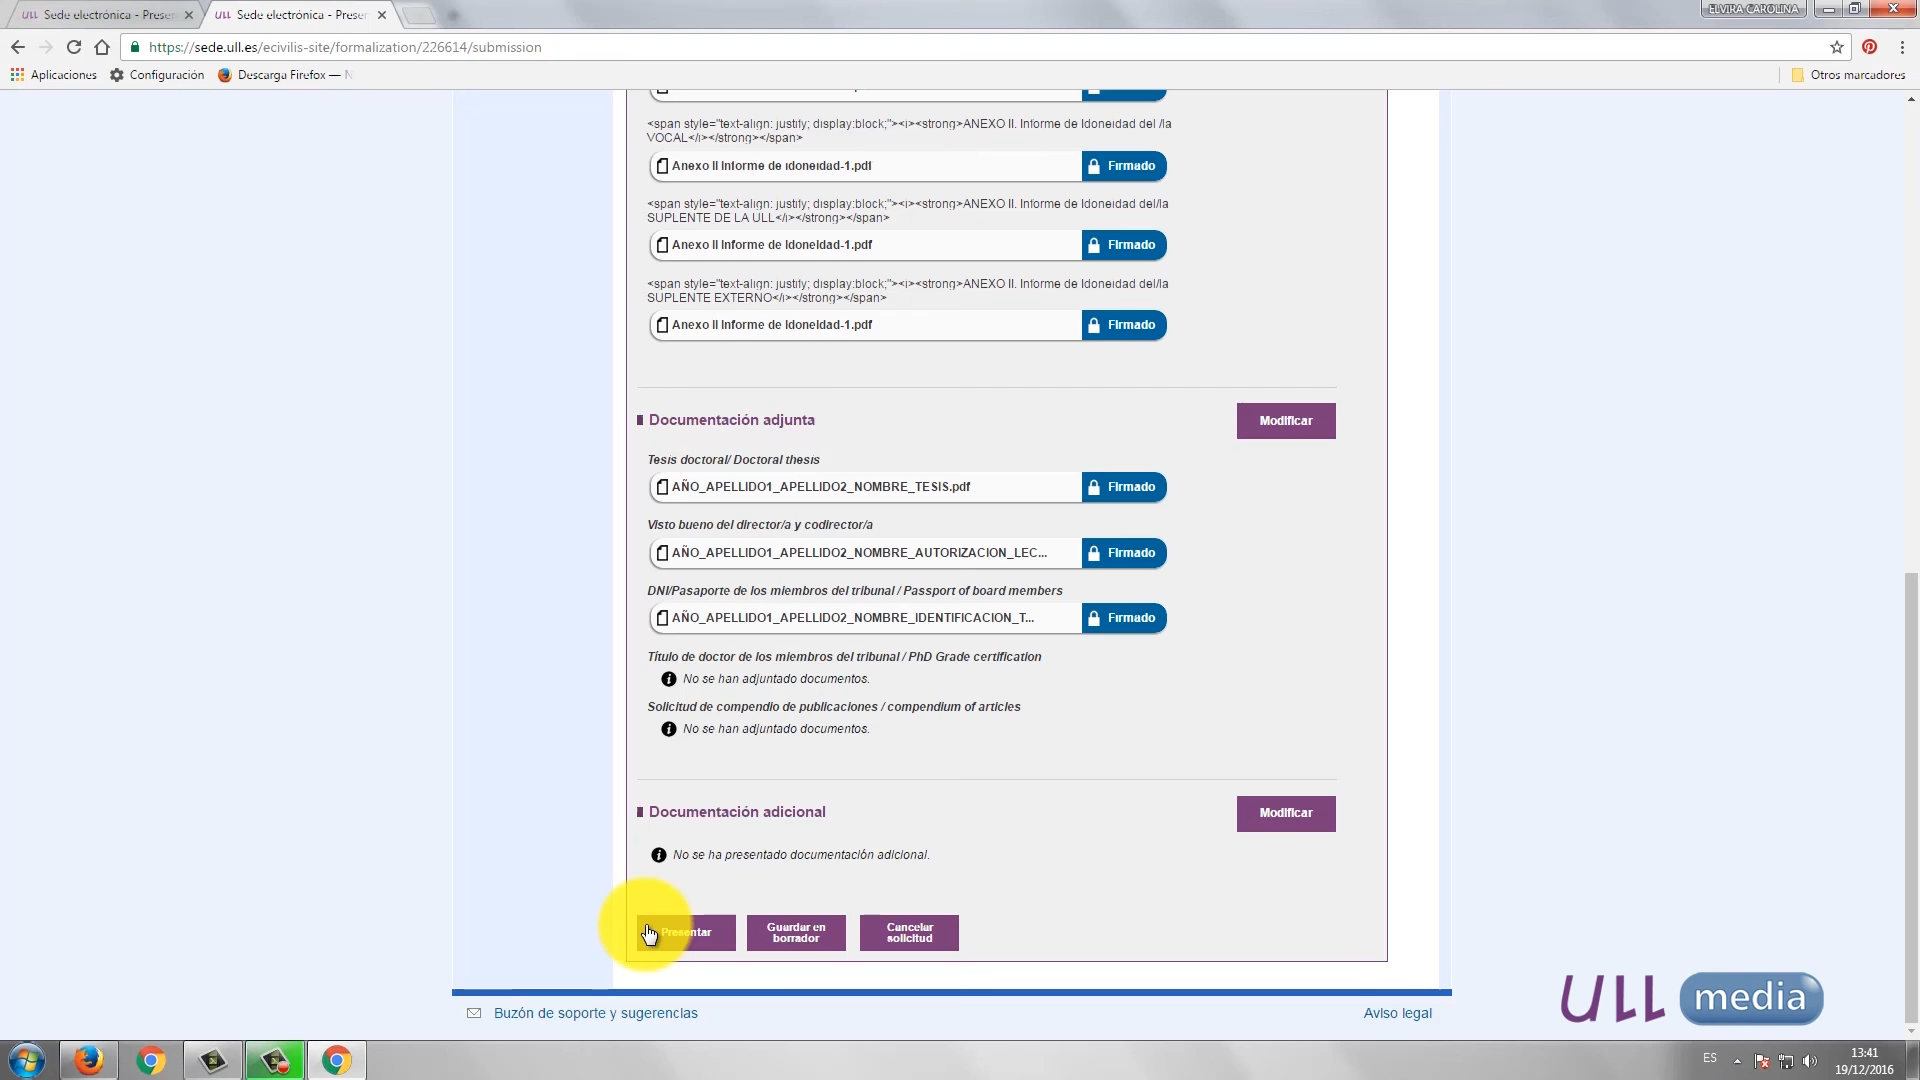 Sede electrónica - Presen
Sede electrónica - Presen
ELVIRA CAROLINA
https://sede.ull.es/ecivilis-site/formalization/226614/submission
Aplicaciones
Configuración
Descarga Firefox —
Otros marcadores
<span style="text-align: justify; display:block;"><i><strong>ANEXO II. Informe de Idoneidad del /la
VOCAL</i></strong></span>
Anexo II Informe de Idoneidad-1.pdf
Firmado
<span style="text-align: justify; display:block;"><i><strong>ANEXO II. Informe de Idoneidad del/la
SUPLENTE DE LA ULL</i></strong></span>
Anexo II Informe de Idoneidad-1.pdf
Firmado
<span style="text-align: justify; display:block;"><i><strong>ANEXO II. Informe de Idoneidad del/la
SUPLENTE EXTERNO</i></strong></span>
Anexo II Informe de Idoneidad-1.pdf
Firmado
Documentación adjunta
Modificar
Tesis doctoral/ Doctoral thesis
AÑO_APELLIDO1_APELLIDO2_NOMBRE_TESIS.pdf
Firmado
Visto bueno del director/a y codirector/a
AÑO_APELLIDO1_APELLIDO2_NOMBRE_AUTORIZACION_LEC...
Firmado
DNI/Pasaporte de los miembros del tribunal / Passport of board members
AÑO_APELLIDO1_APELLIDO2_NOMBRE_IDENTIFICACION_T...
Firmado
Título de doctor de los miembros del tribunal / PhD Grade certification
No se han adjuntado documentos.
Solicitud de compendio de publicaciones / compendium of articles
No se han adjuntado documentos.
Documentación adicional
Modificar
No se ha presentado documentación adicional.
Presentar
Guardar en
borrador
Cancelar
solicitud
Buzón de soporte y sugerencias
Aviso legal
ULL media
ES
13:41
19/12/2016